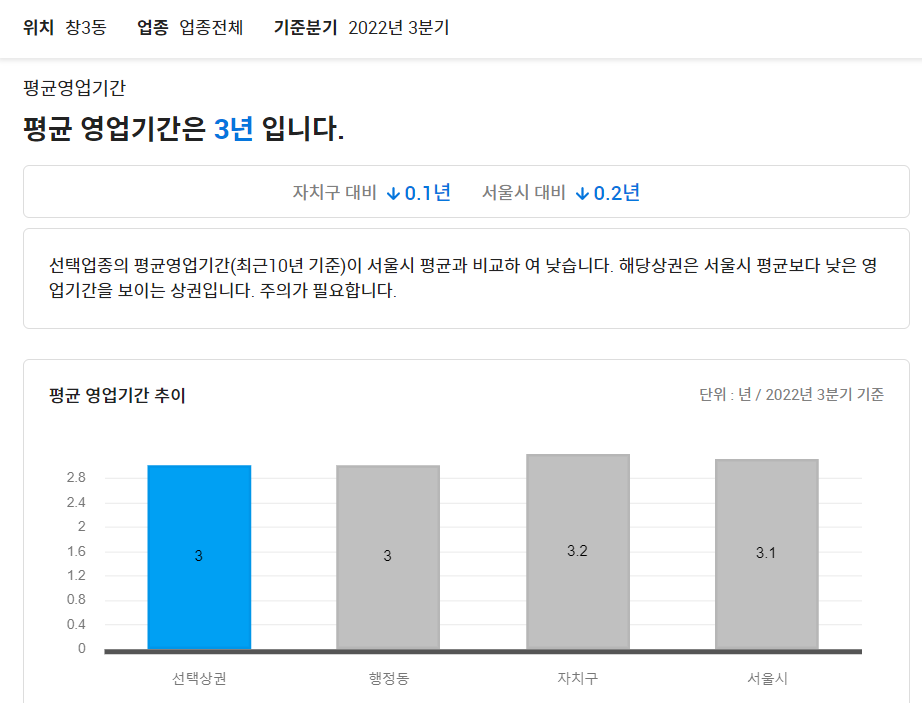 위치 창3동 업종 업종전체 기준분기 2022년 3분기
평균영업기간
평균 영업기간은 3년 입니다.
자치구 대비 ↓0.1년 서울시 대비 ↓0.2년
선택업종의 평균영업기간(최근10년 기준)이 서울시 평균과 비교하 여 낮습니다. 해당상권은 서울시 평균보다 낮은 영
업기간을 보이는 상권입니다. 주의가 필요합니다.
평균 영업기간 추이 단위 : 년 / 2022년 3분기 기준
2.8
2.4
2
1.6
1.2
0.8
0.4
0
3 3 3.2 3.1
선택상권 행정동 자치구 서울시